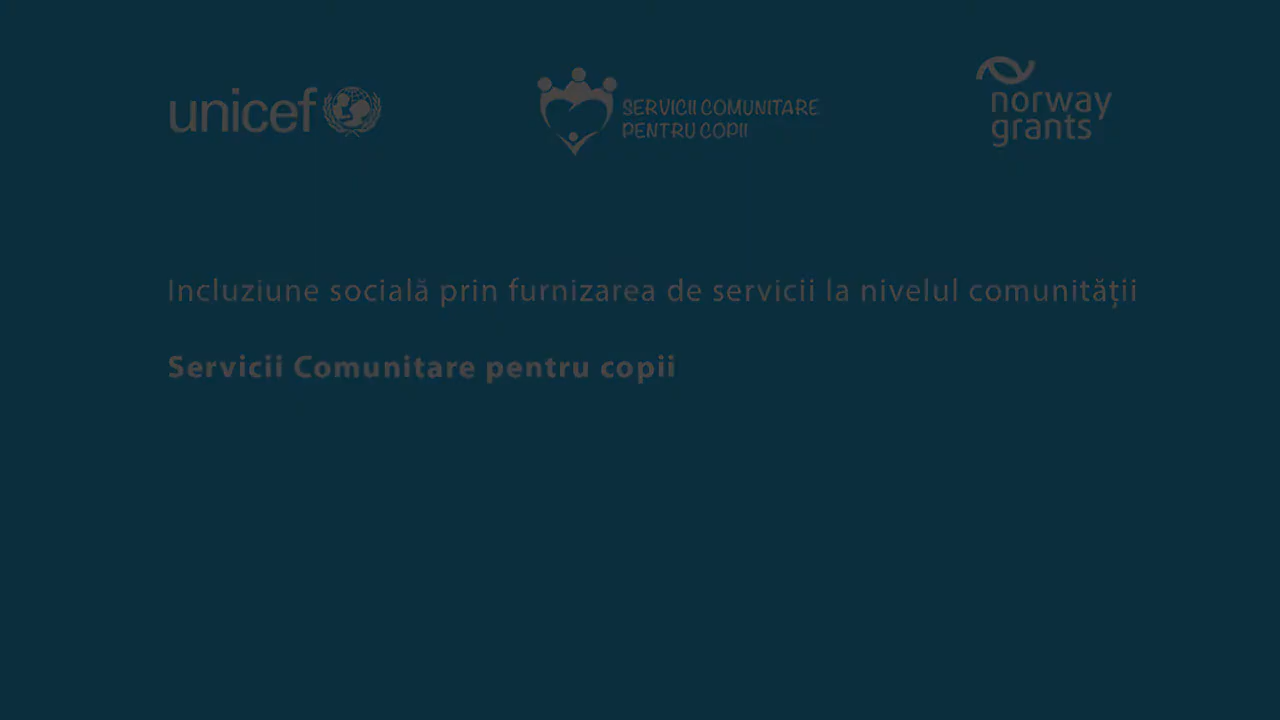 unicef
SERVICII COMUNITARE
PENTRU COPII
norway
grants
Incluziune socială prin furnizarea de servicii la nivelul comunităţii
Servicii Comunitare pentru copii